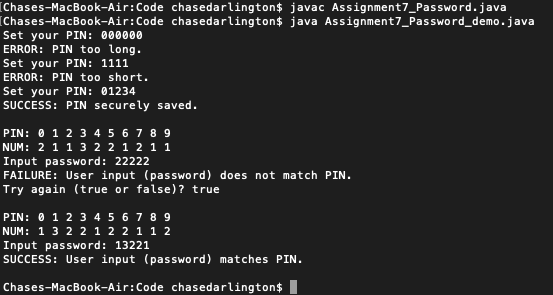 [Chases-MacBook-Air:Code chasedarlington$ javac Assignment7_Password.java
[Chases-MacBook-Air:Code chasedarlington$ java Assignment7_Password_demo.java
Set your PIN: 000000
ERROR: PIN too long.
Set your PIN: 1111
ERROR: PIN too short.
Set your PIN: 01234
SUCCESS: PIN securely saved.
PIN: 0 1 2 3 4 5 6 7 8 9
NUM: 2 1 1 3 2 2 1 2 1 1
Input password: 22222
FAILURE: User input (password) does not match PIN.
Try again (true or false)? true
PIN: 0 1 2 3 4 5 6 7 8 9
NUM: 1 3 2 2 1 2 2 1 1 2
Input password: 13221
SUCCESS: User input (password) matches PIN.
Chases-MacBook-Air:Code chasedarlington$